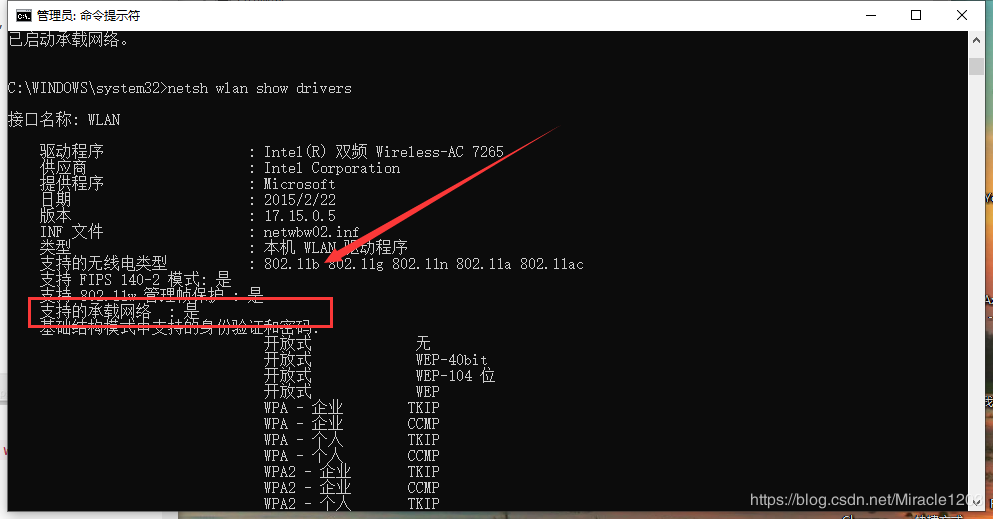 管理员: 命令提示符
已启动承载网络。
C:\WINDOWS\system32>netsh wlan show drivers
接口名称: WLAN
驱动程序 : Intel(R) 双频 Wireless-AC 7265
供应商 : Intel Corporation
提供程序 : Microsoft
日期 : 2015/2/22
版本 : 17.15.0.5
INF 文件 : netwbw02.inf
类型 : 本机 WLAN 驱动程序
支持的无线电类型 : 802.11b 802.11g 802.11n 802.11a 802.11ac
支持 FIPS 140-2 模式: 是
支持 802.11w 管理帧保护 : 是
支持的承载网络 : 是
基础结构模式中支持的身份验证和密码:
开放式 无
开放式 WEP-40bit
开放式 WEP-104 位
开放式 WEP
WPA - 企业 TKIP
WPA - 企业 CCMP
WPA - 个人 TKIP
WPA - 个人 CCMP
WPA2 - 企业 TKIP
WPA2 - 企业 CCMP
WPA2 - 个人 TKIP
https://blog.csdn.net/Miracle120